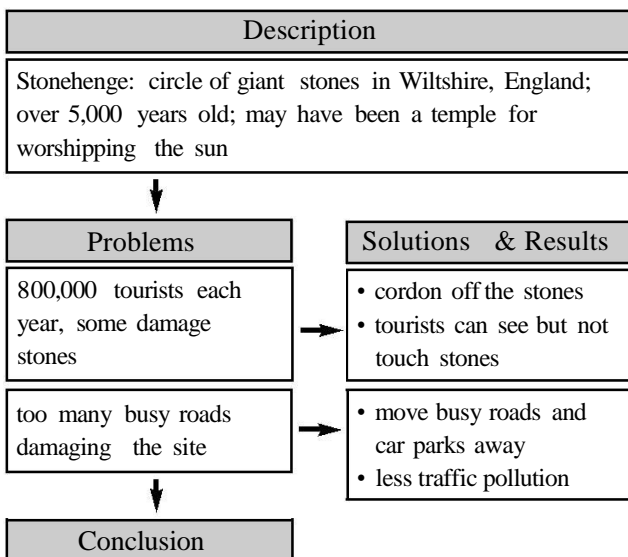 Description
Stonehenge: circle of giant stones in Wiltshire, England;
over 5,000 years old; may have been a temple for
worshipping the sun
Problems
800,000 tourists each
year, some damage
stones
Solutions & Results
• cordon off the stones
• tourists can see but not
touch stones
too many busy roads
damaging the site
• move busy roads and
car parks away
• less traffic pollution
Conclusion